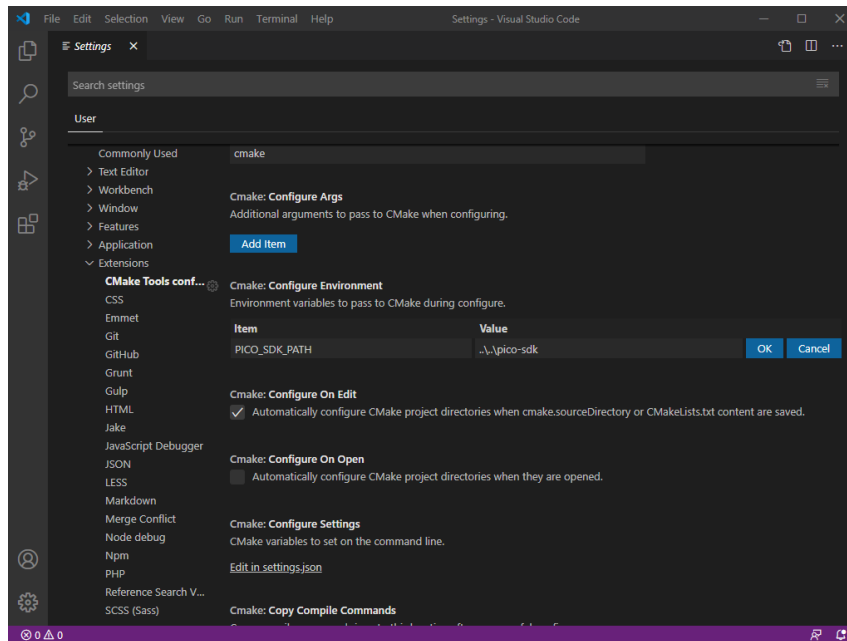 File Edit Selection View Go Run Terminal Help Settings - Visual Studio Code
Settings
Search settings
User
Commonly Used
Text Editor
Workbench
Window
Features
Application
Extensions
CMake Tools conf...
CSS
Emmet
Git
GitHub
Grunt
Gulp
HTML
Jake
JavaScript Debugger
JSON
LESS
Markdown
Merge Conflict
Node debug
Npm
PHP
Reference Search V...
SCSS (Sass)
cmake
Cmake: Configure Args
Additional arguments to pass to CMake when configuring.
Add Item
Cmake: Configure Environment
Environment variables to pass to CMake during configure.
Item Value
PICO_SDK_PATH ..\..\pico-sdk OK Cancel
Cmake: Configure On Edit
Automatically configure CMake project directories when cmake.sourceDirectory or CMakeLists.txt content are saved.
Cmake: Configure On Open
Automatically configure CMake project directories when they are opened.
Cmake: Configure Settings
CMake variables to set on the command line.
Edit in settings.json
Cmake: Copy Compile Commands
0 0